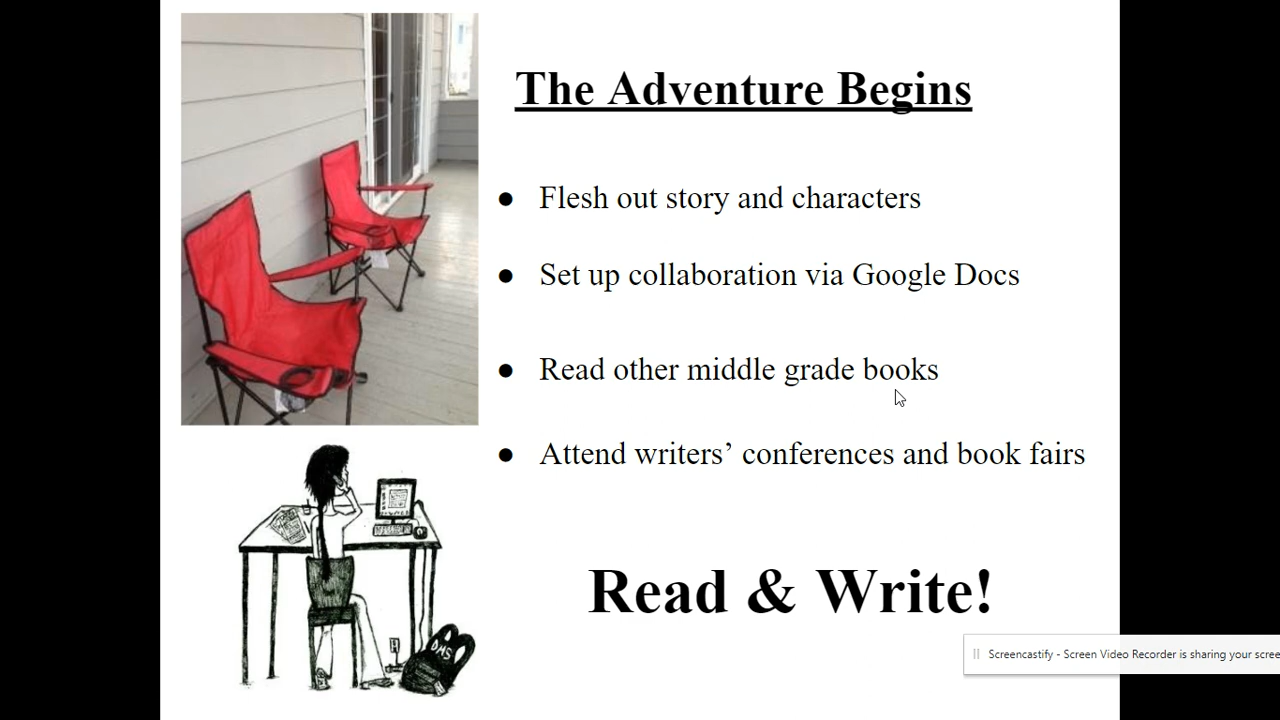 The Adventure Begins
● Flesh out story and characters
● Set up collaboration via Google Docs
● Read other middle grade books
● Attend writers’ conferences and book fairs
Read & Write!
DMS
Screencastify - Screen Video Recorder is sharing your scree